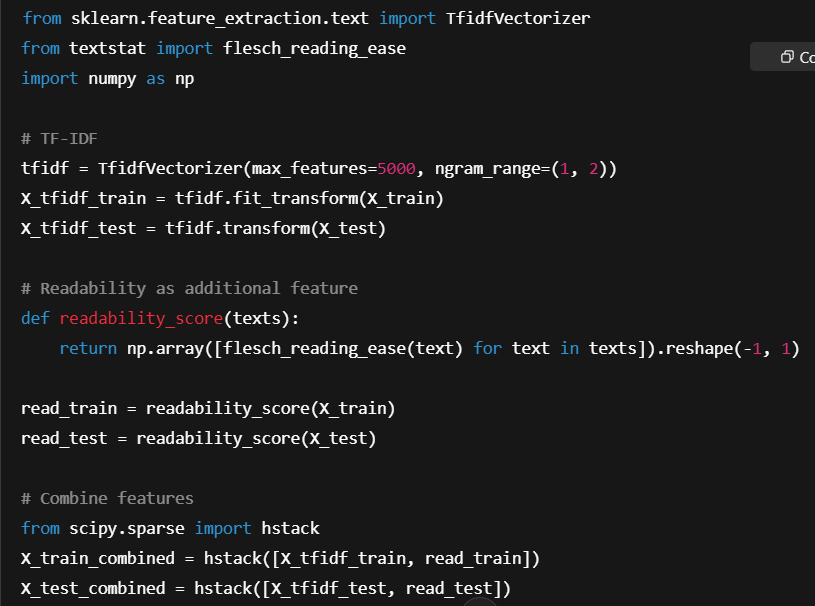 from sklearn.feature_extraction.text import TfidfVectorizer
from textstat import flesch_reading_ease
Co
import numpy as np
# TF-IDF
tfidf = TfidfVectorizer(max_features=5000, ngram_range=(1, 2))
X_tfidf_train = tfidf.fit_transform(X_train)
X_tfidf_test = tfidf.transform(X_test)
# Readability as additional feature
def readability_score(texts):
    return np.array([flesch_reading_ease(text) for text in texts]).reshape(-1, 1)
read_train = readability_score(X_train)
read_test = readability_score(X_test)
# Combine features
from scipy.sparse import hstack
X_train_combined = hstack([X_tfidf_train, read_train])
X_test_combined = hstack([X_tfidf_test, read_test])